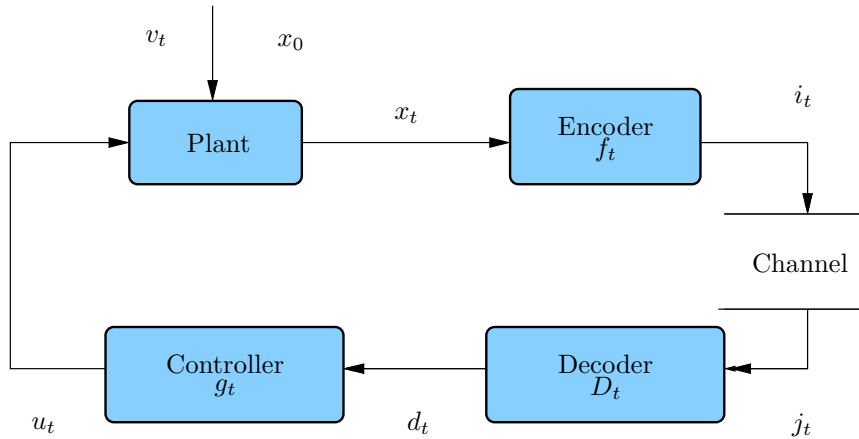 v_t
x_0
Plant
x_t
Encoder
f_t
i_t
Channel
Controller
g_t
Decoder
D_t
u_t
d_t
j_t